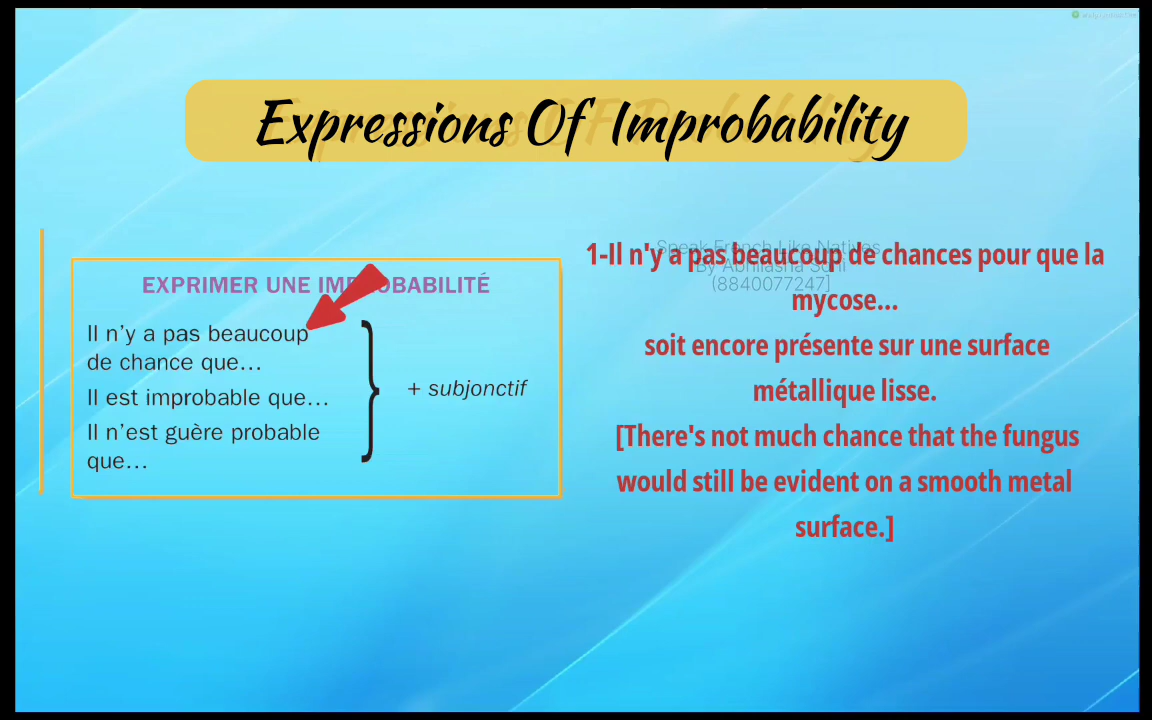 Expressions Of Improbability
EXPRIMER UNE IMPROBABILITÉ
Il n'y a pas beaucoup
de chance que...
Il est improbable que...
Il n'est guère probable
que...
+ subjonctif
Speak French Like Natives
By Abhilasha Soni
(8840077247]
1-Il n'y a pas beaucoup de chances pour que la
mycose...
soit encore présente sur une surface
métallique lisse.
[There's not much chance that the fungus
would still be evident on a smooth metal
surface.]